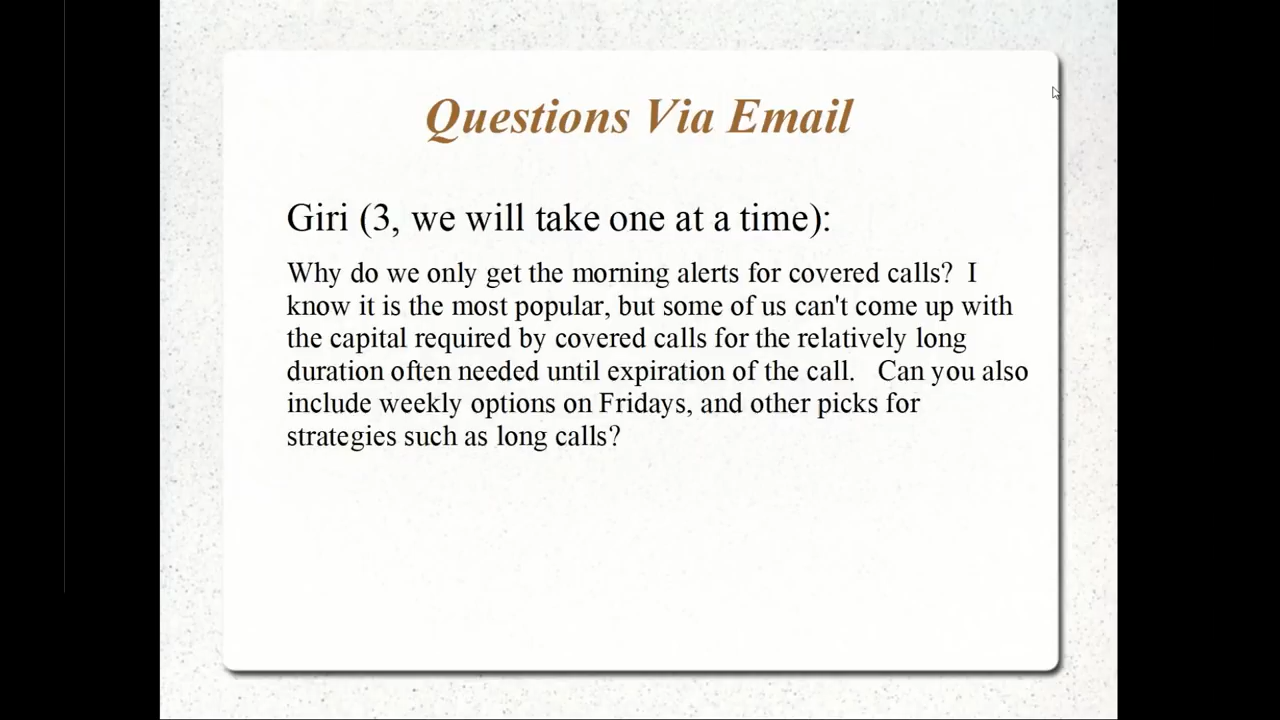 Questions Via Email
Giri (3, we will take one at a time):
Why do we only get the morning alerts for covered calls?  I
know it is the most popular, but some of us can't come up with
the capital required by covered calls for the relatively long
duration often needed until expiration of the call.   Can you also
include weekly options on Fridays, and other picks for
strategies such as long calls?